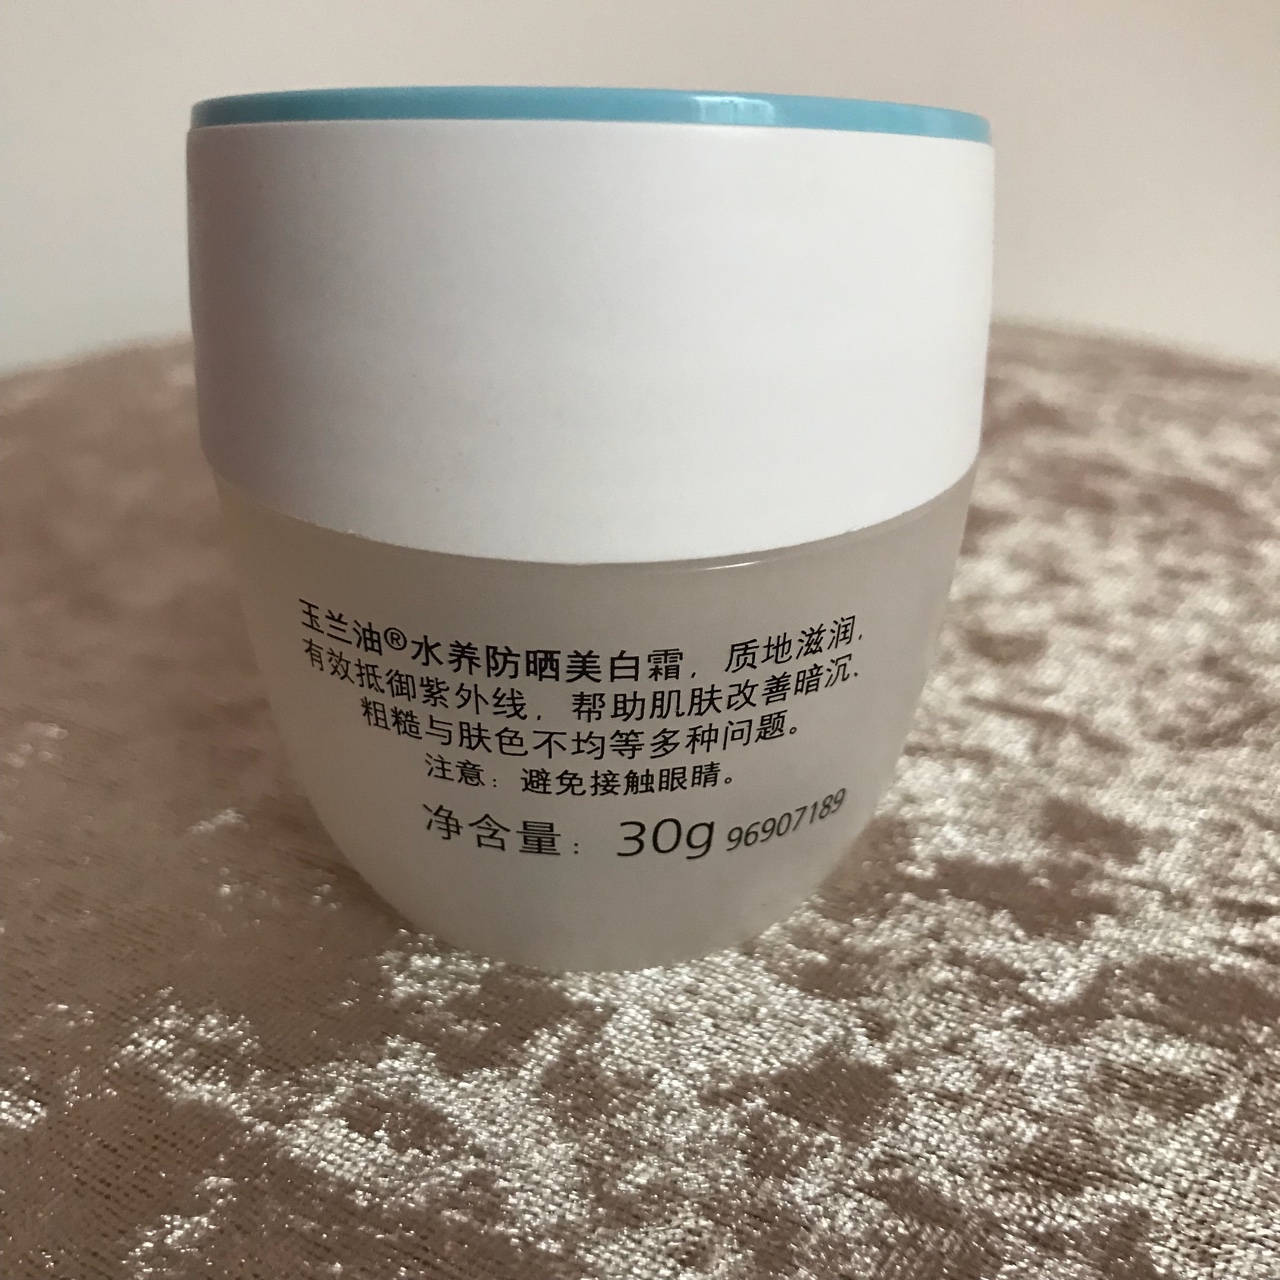 玉兰油®水养防晒美白霜，质地滋润，
有效抵御紫外线，帮助肌肤改善暗沉、
粗糙与肤色不均等多种问题。
注意：避免接触眼睛。
净含量：30g 96907189